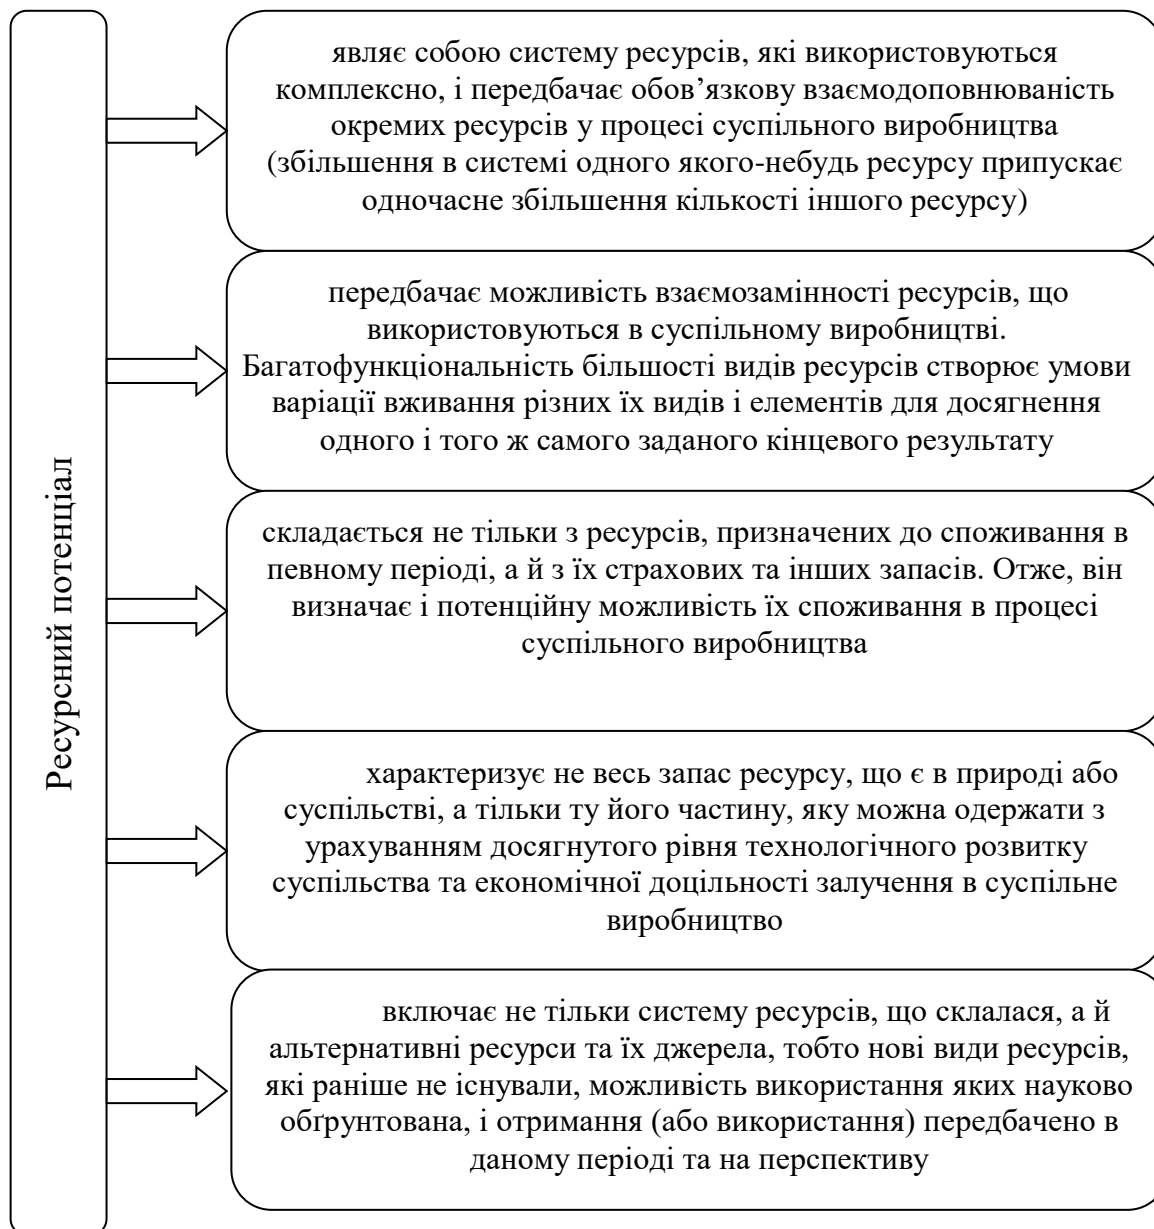 Ресурсний потенціал
являє собою систему ресурсів, які використовуються
комплексно, і передбачає обов’язкову взаємодоповнюваність
окремих ресурсів у процесі суспільного виробництва
(збільшення в системі одного якого-небудь ресурсу припускає
одночасне збільшення кількості іншого ресурсу)
передбачає можливість взаємозамінності ресурсів, що
використовуються в суспільному виробництві.
Багатофункціональність більшості видів ресурсів створює умови
варіації вживання різних їх видів і елементів для досягнення
одного і того ж самого заданого кінцевого результату
складається не тільки з ресурсів, призначених до споживання в
певному періоді, а й з їх страхових та інших запасів. Отже, він
визначає і потенційну можливість їх споживання в процесі
суспільного виробництва
характеризує не весь запас ресурсу, що є в природі або
суспільстві, а тільки ту його частину, яку можна одержати з
урахуванням досягнутого рівня технологічного розвитку
суспільства та економічної доцільності залучення в суспільне
виробництво
включає не тільки систему ресурсів, що склалася, а й
альтернативні ресурси та їх джерела, тобто нові види ресурсів,
які раніше не існували, можливість використання яких науково
обґрунтована, і отримання (або використання) передбачено в
даному періоді та на перспективу